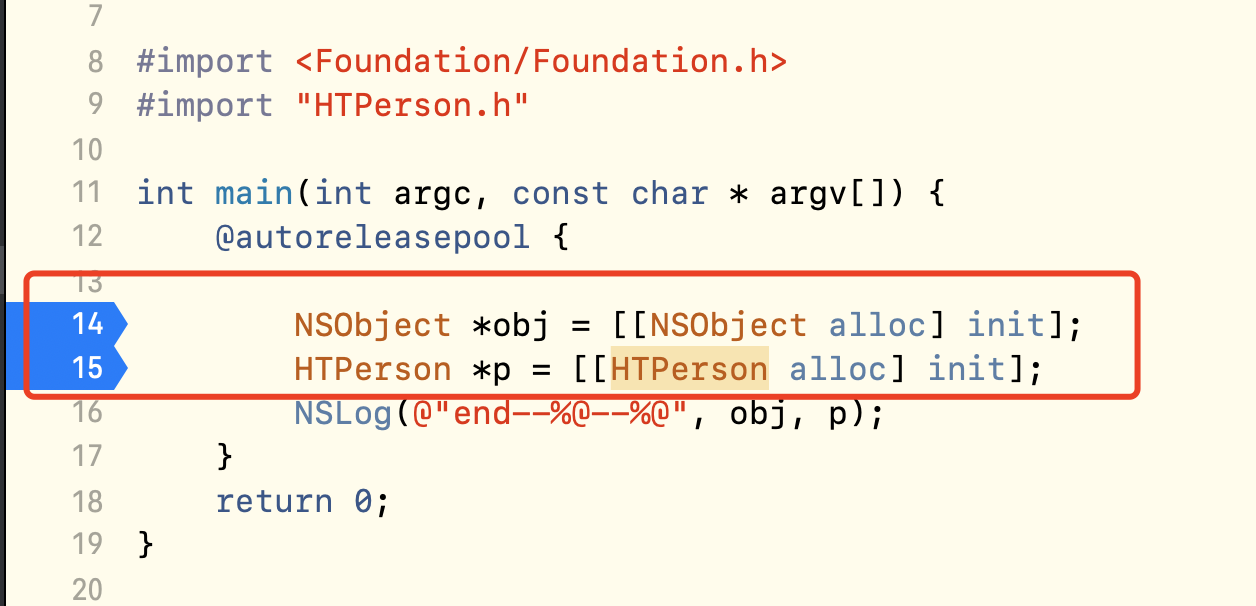 7
8 #import <Foundation/Foundation.h>
9 #import "HTPerson.h"
10
11 int main(int argc, const char * argv[]) {
12     @autoreleasepool {
13
14         NSObject *obj = [[NSObject alloc] init];
15         HTPerson *p = [[HTPerson alloc] init];
16         NSLog(@"end--%@--%@", obj, p);
17     }
18     return 0;
19 }
20